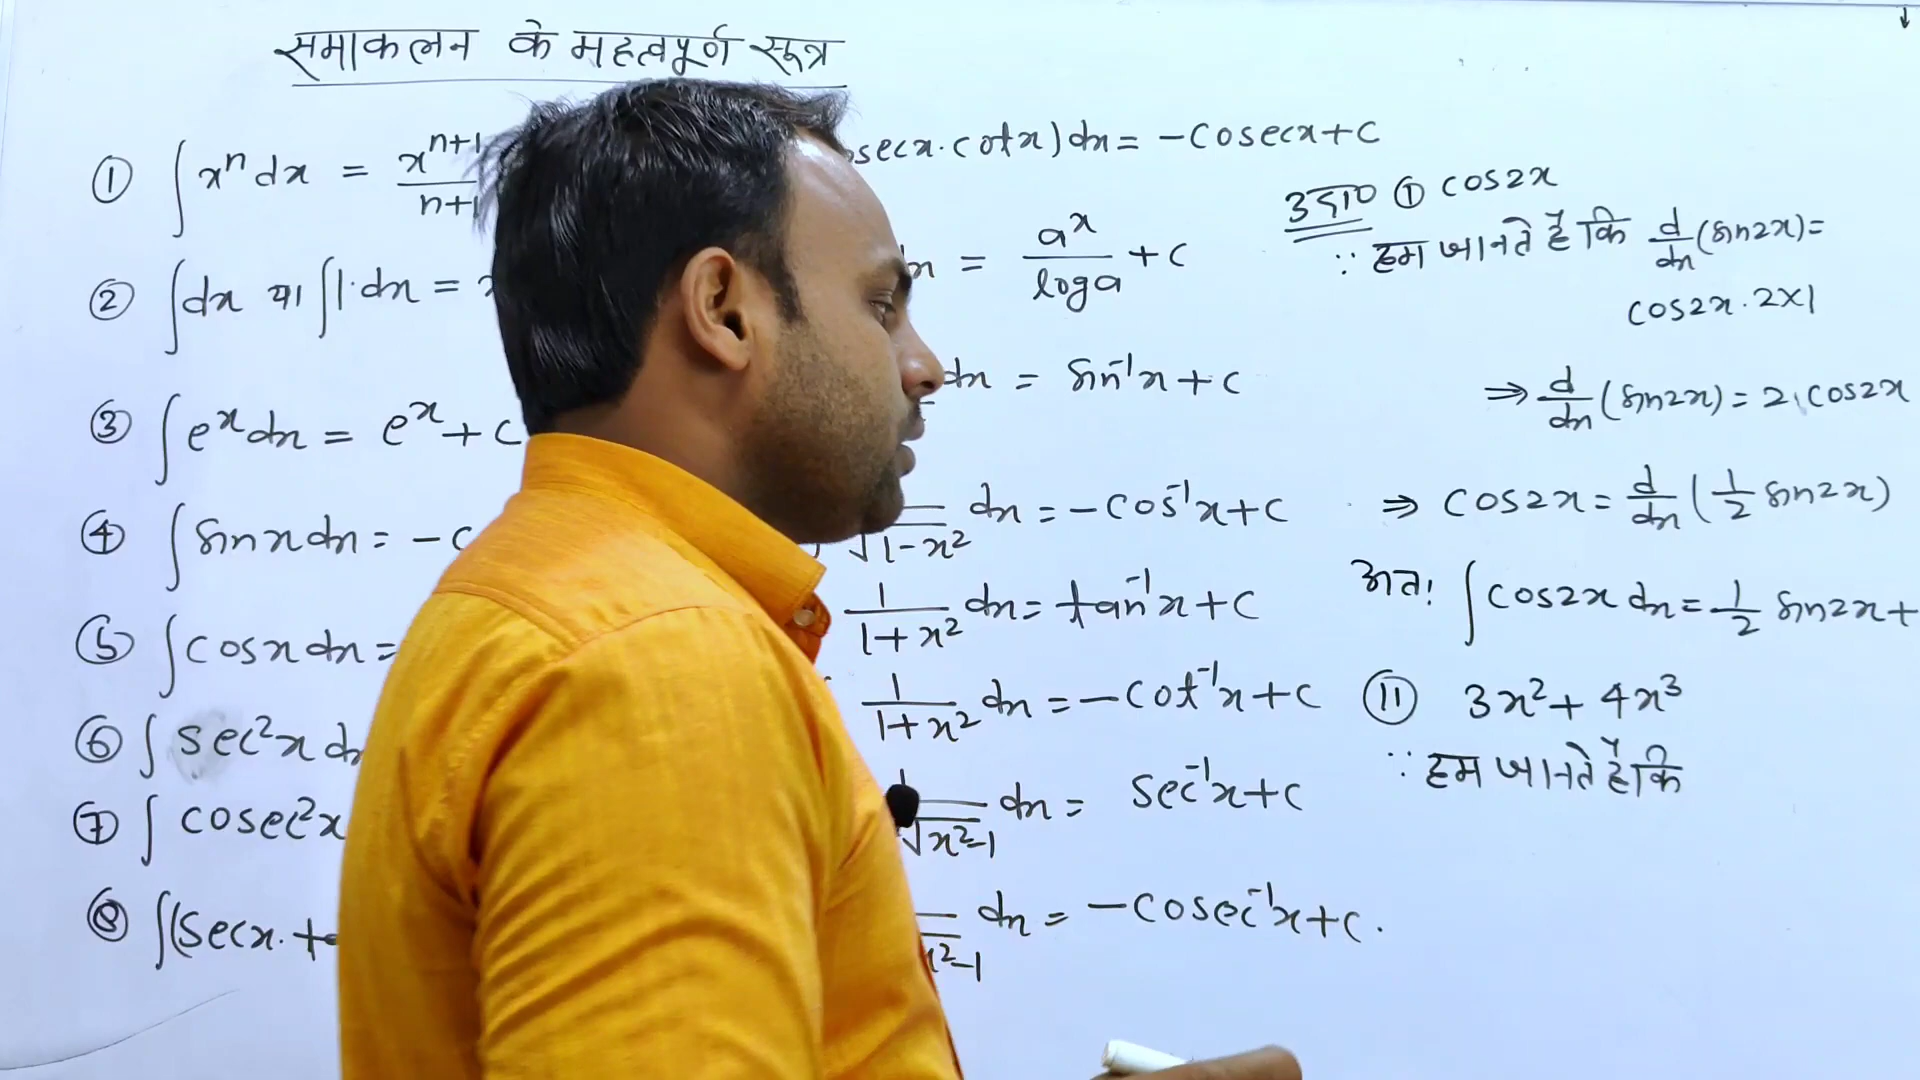 समाकलन के महत्वपूर्ण सूत्र
① ∫xⁿ dx = xⁿ⁺¹/n+1
② ∫dx या ∫1·dx =
③ ∫eˣ dx = eˣ + c
④ ∫sinx dx = -c
⑤ ∫cosx dx =
⑥ ∫sec²x dx
⑦ ∫cosec²x
⑧ ∫(secx.
secx.cotx)dx = -cosecx+c
= aˣ/loga + c
dx = sin⁻¹x + c
√1-x² dx = -cos⁻¹x+c
1/1+x² dx = tan⁻¹x+c
1/1+x² dx = -cot⁻¹x+c
√x²-1 dx = sec⁻¹x+c
x²-1 dx = -cosec⁻¹x+c.
उदा० ① cos2x
∵ हम जानते हैं कि d/dx (sin2x)=
cos2x.2×1
⇒ d/dx (sin2x) = 2.cos2x
⇒ cos2x = d/dx (1/2 sin2x)
अतः ∫cos2x dx = 1/2 sin2x +
⑪ 3x² + 4x³
∵ हम जानते हैं कि